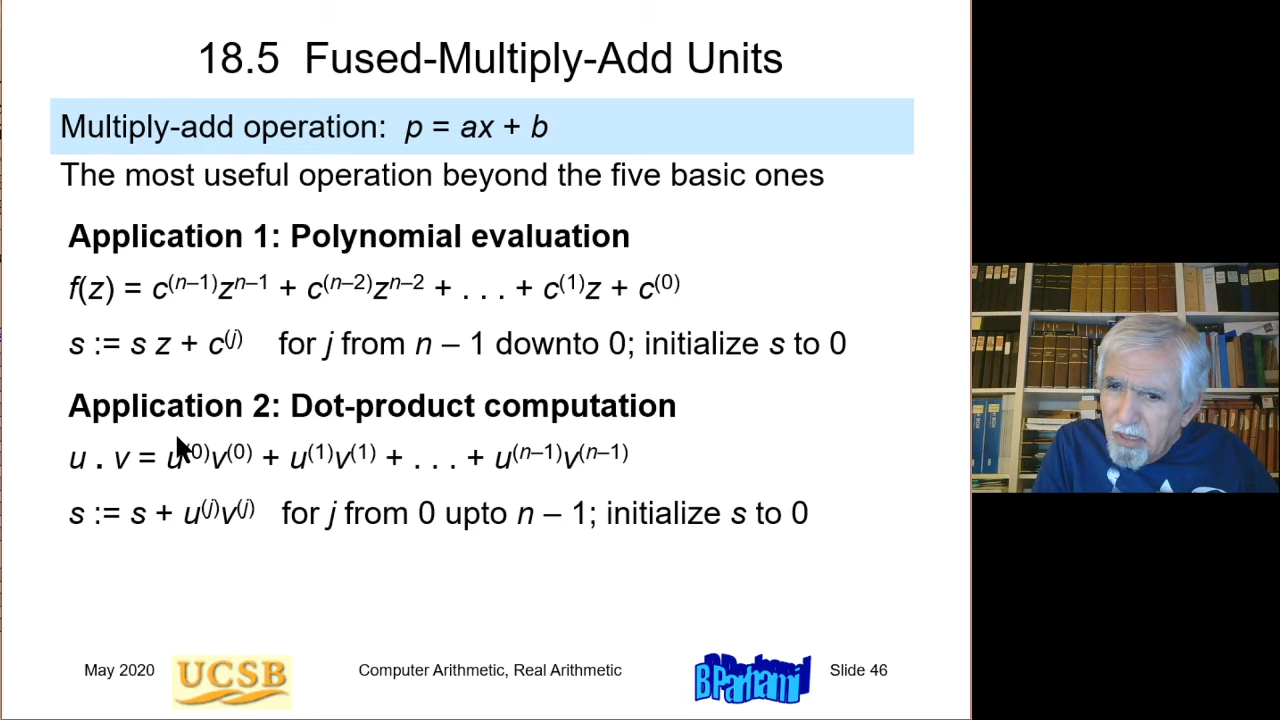 18.5 Fused-Multiply-Add Units
Multiply-add operation: p = ax + b
The most useful operation beyond the five basic ones
Application 1: Polynomial evaluation
f(z) = c⁽ⁿ⁻¹⁾zⁿ⁻¹ + c⁽ⁿ⁻²⁾zⁿ⁻² + . . . + c⁽¹⁾z + c⁽⁰⁾
s := s z + c⁽ʲ⁾ for j from n – 1 downto 0; initialize s to 0
Application 2: Dot-product computation
u . v = u⁽⁰⁾v⁽⁰⁾ + u⁽¹⁾v⁽¹⁾ + . . . + u⁽ⁿ⁻¹⁾v⁽ⁿ⁻¹⁾
s := s + u⁽ʲ⁾v⁽ʲ⁾ for j from 0 upto n – 1; initialize s to 0
May 2020
UCSB
Computer Arithmetic, Real Arithmetic
B Parhami
Slide 46